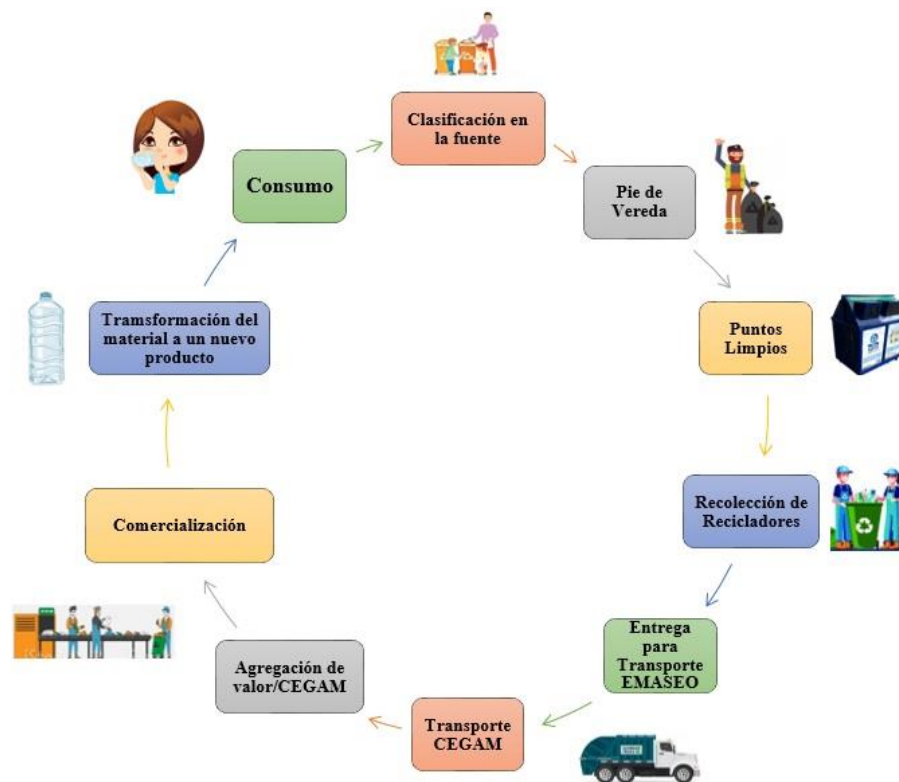 Clasificación en
la fuente
Consumo
Pie de
Vereda
Tramsformación del
material a un nuevo
producto
Puntos
Limpios
Comercialización
Recolección de
Recicladores
Entrega
para
Transporte
EMASEO
Agregación de
valor/CEGAM
Transporte
CEGAM